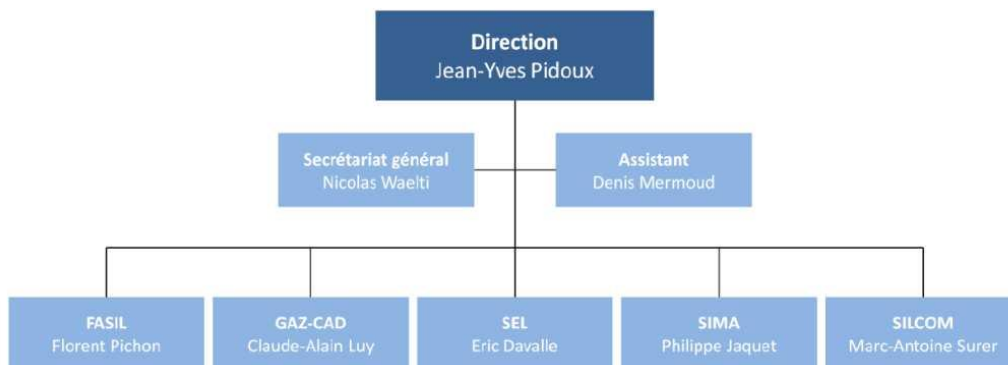 Direction
Jean-Yves Pidoux
Secrétariat général
Nicolas Waelti
Assistant
Denis Mermoud
FASIL
Florent Pichon
GAZ-CAD
Claude-Alain Luy
SEL
Eric Davalle
SIMA
Philippe Jaquet
SILCOM
Marc-Antoine Surer